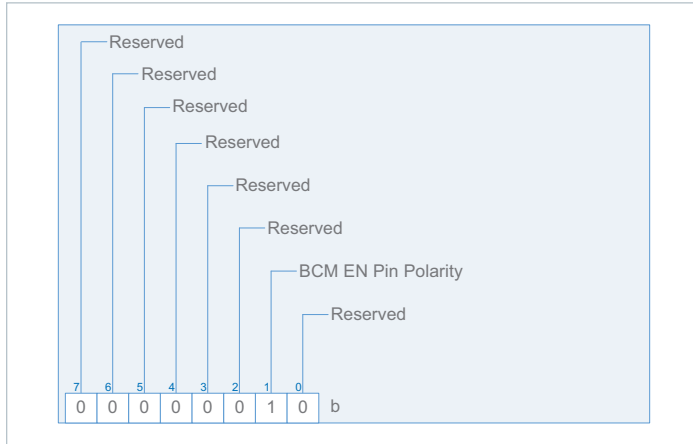 Reserved
Reserved
Reserved
Reserved
Reserved
Reserved
BCM EN Pin Polarity
Reserved
7 6 5 4 3 2 1 0
0 0 0 0 0 0 1 0 b